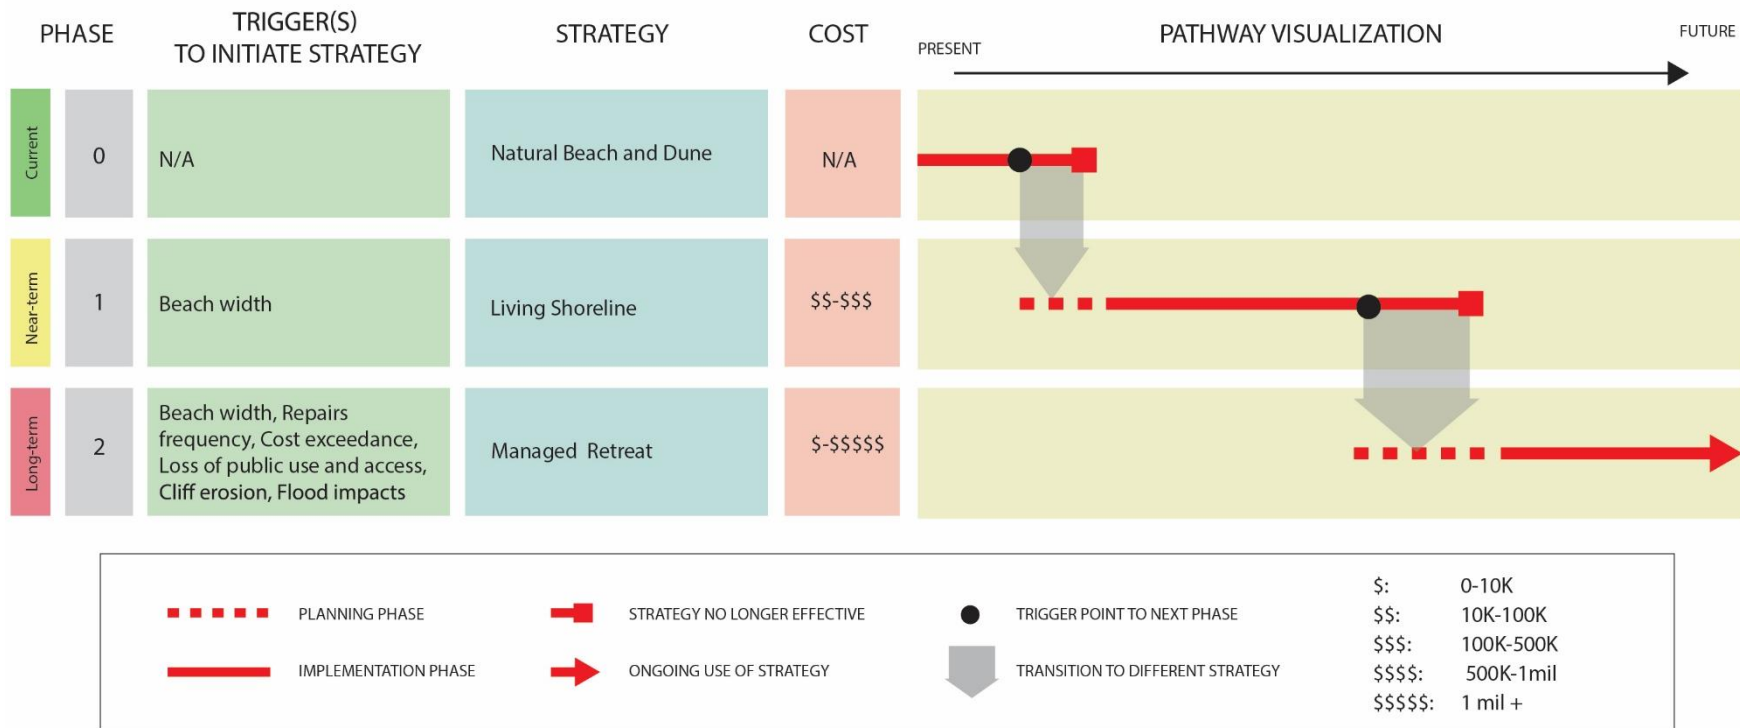 PHASE
TRIGGER(S)
TO INITIATE STRATEGY
STRATEGY
COST
PRESENT
PATHWAY VISUALIZATION
FUTURE
Current
0
N/A
Natural Beach and Dune
N/A
Near-term
1
Beach width
Living Shoreline
$$-$$$
Long-term
2
Beach width, Repairs
frequency, Cost exceedance,
Loss of public use and access,
Cliff erosion, Flood impacts
Managed Retreat
$-$$$$$
PLANNING PHASE
IMPLEMENTATION PHASE
STRATEGY NO LONGER EFFECTIVE
ONGOING USE OF STRATEGY
TRIGGER POINT TO NEXT PHASE
TRANSITION TO DIFFERENT STRATEGY
$: 0-10K
$$: 10K-100K
$$$: 100K-500K
$$$$: 500K-1mil
$$$$$: 1 mil +